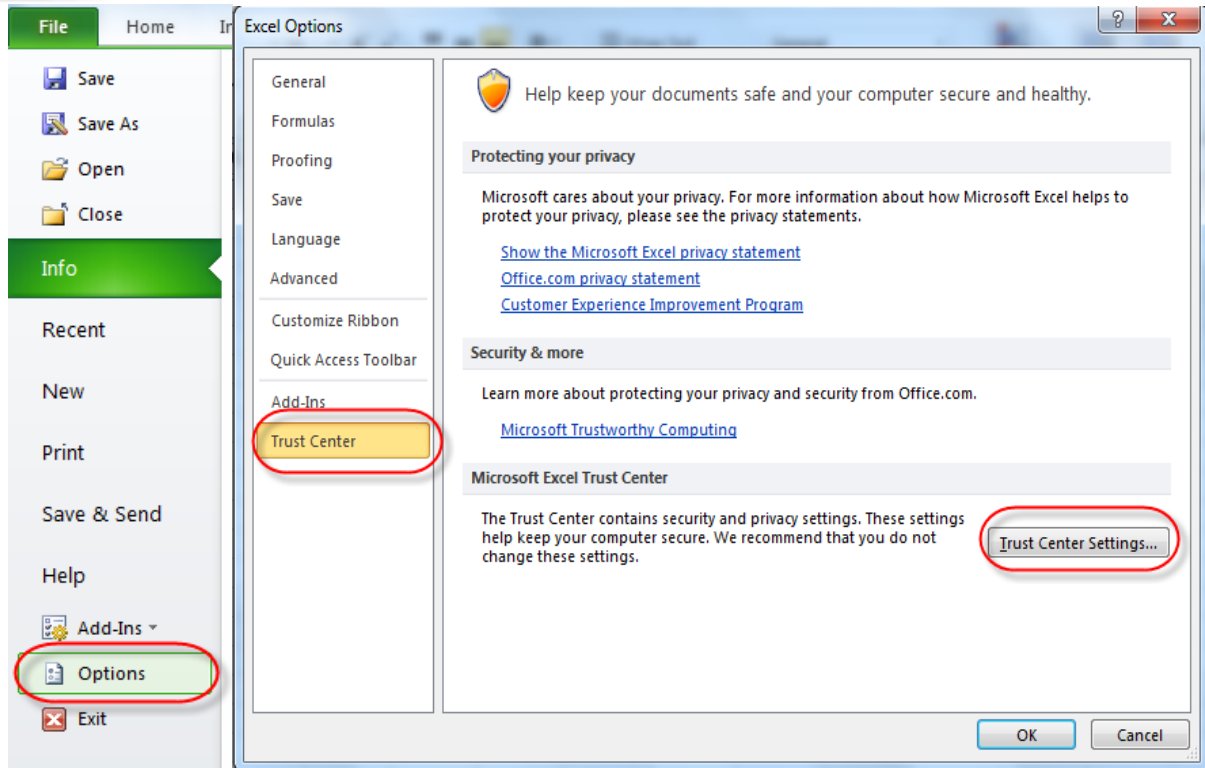 File Home In
Save
Save As
Open
Close
Info
Recent
New
Print
Save & Send
Help
Add-Ins
Options
Exit
Excel Options
General
Formulas
Proofing
Save
Language
Advanced
Customize Ribbon
Quick Access Toolbar
Add-Ins
Trust Center
Help keep your documents safe and your computer secure and healthy.
Protecting your privacy
Microsoft cares about your privacy. For more information about how Microsoft Excel helps to
protect your privacy, please see the privacy statements.
Show the Microsoft Excel privacy statement
Office.com privacy statement
Customer Experience Improvement Program
Security & more
Learn more about protecting your privacy and security from Office.com.
Microsoft Trustworthy Computing
Microsoft Excel Trust Center
The Trust Center contains security and privacy settings. These settings
help keep your computer secure. We recommend that you do not
change these settings.
Trust Center Settings...
OK
Cancel